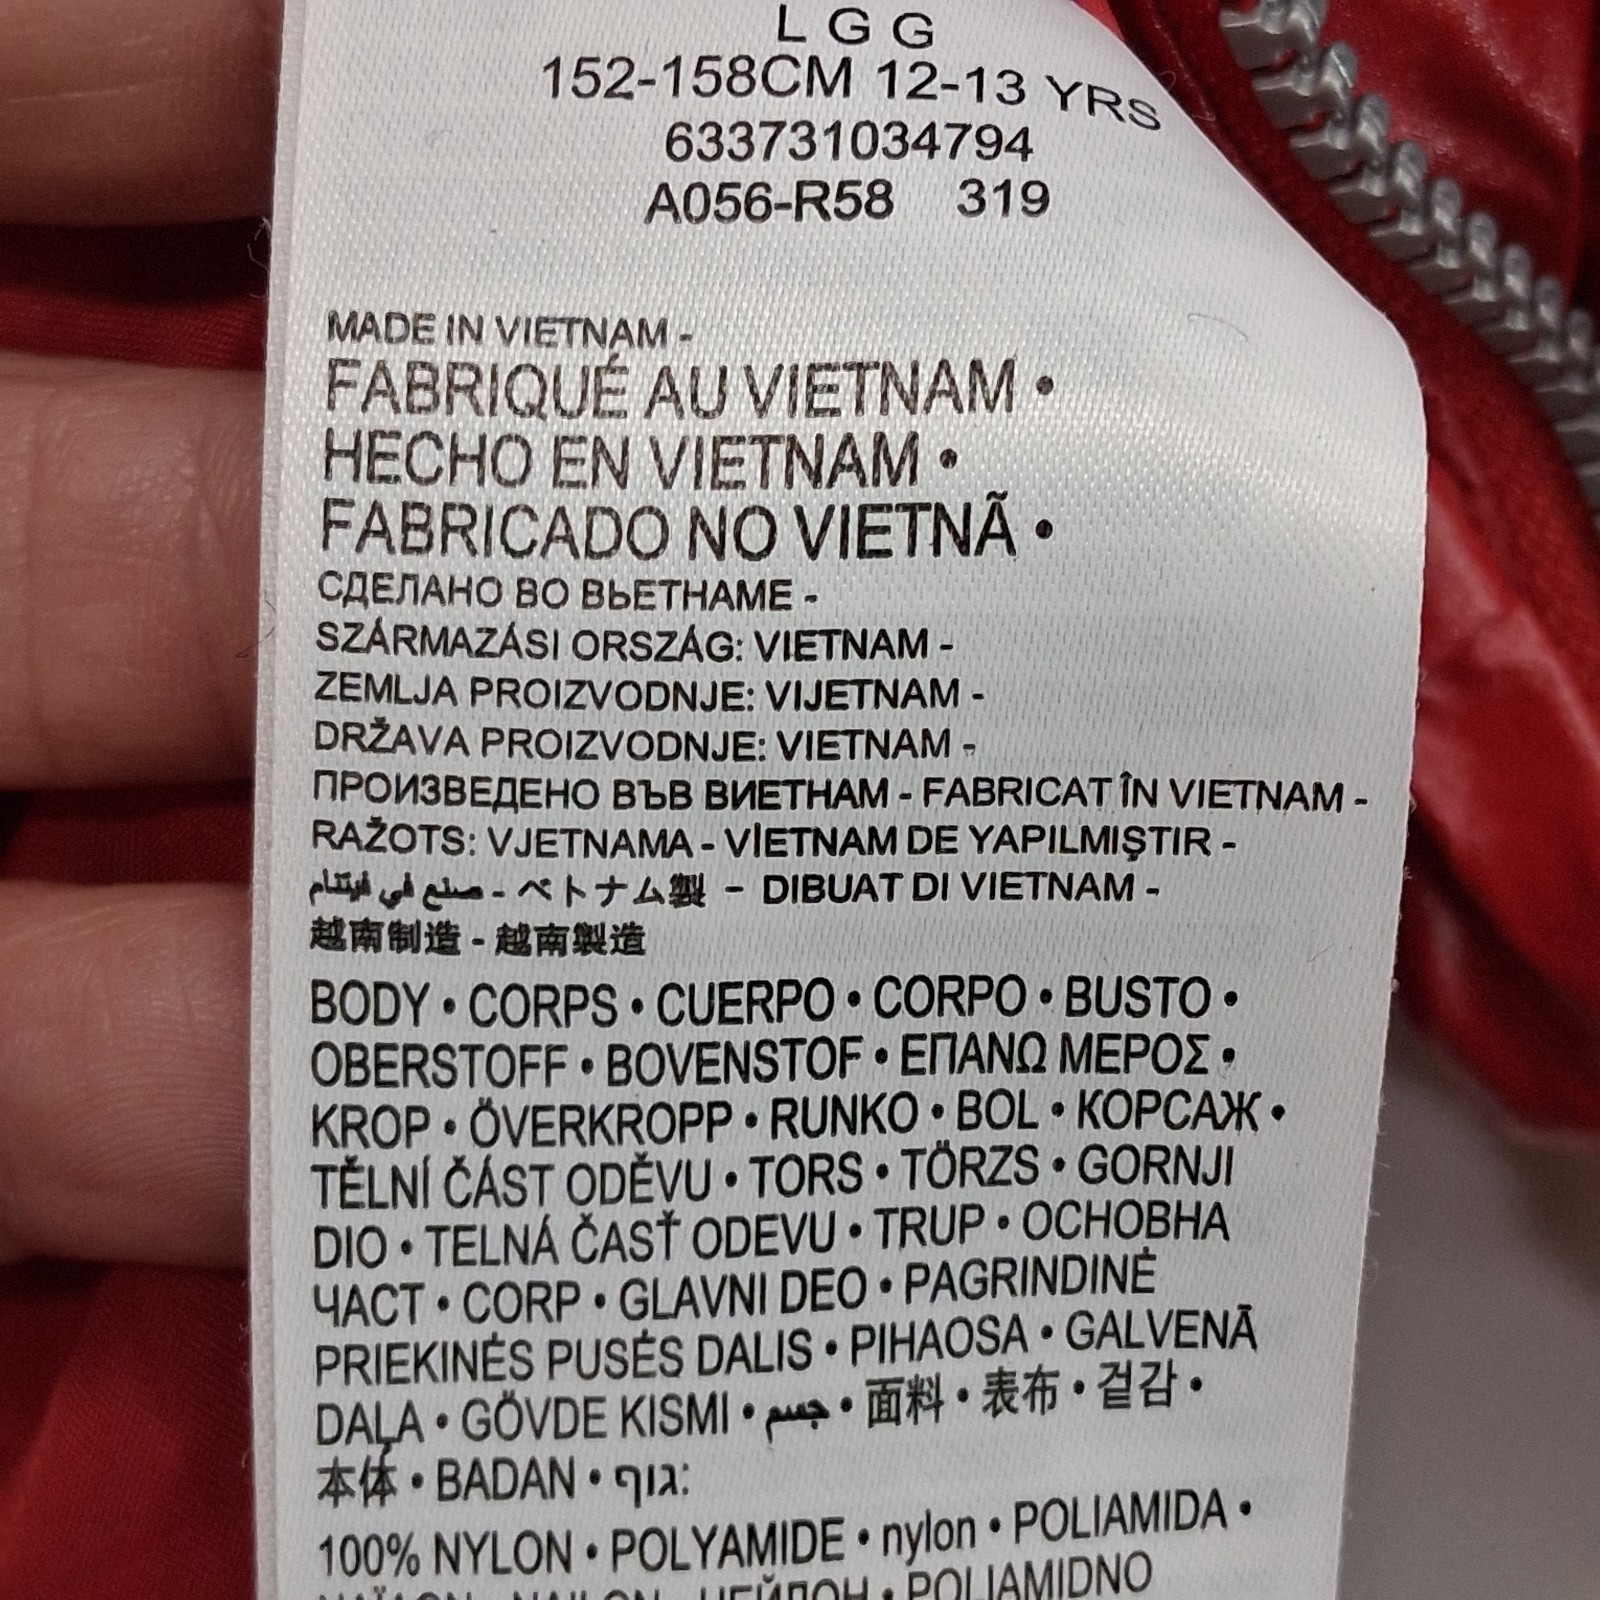 L G G
152-158CM 12-13 YRS
633731034794
A056-R58 319
MADE IN VIETNAM -
FABRIQUÉ AU VIETNAM •
HECHO EN VIETNAM •
FABRICADO NO VIETNÃ •
СДЕЛАНО ВО ВЬЕТНАМЕ -
SZÁRMAZÁSI ORSZÁG: VIETNAM -
ZEMLJA PROIZVODNJE: VIJETNAM -
DRŽAVA PROIZVODNJE: VIETNAM -
ПРОИЗВЕДЕНО ВЪВ ВИЕТНАМ - FABRICAT ÎN VIETNAM -
RAŽOTS: VJETNAMA - VİETNAM DE YAPILMIŞTIR -
صنع في فيتنام - ベトナム製 - DIBUAT DI VIETNAM -
越南制造 - 越南製造
BODY • CORPS • CUERPO • CORPO • BUSTO •
OBERSTOFF • BOVENSTOF • ΕΠΑΝΩ ΜΕΡΟΣ •
KROP • ÖVERKROPP • RUNKO • BOL • КОРСАЖ •
TĚLNÍ ČÁST ODĚVU • TORS • TÖRZS • GORNJI
DIO • TELNÁ ČASŤ ODEVU • TRUP • ОСНОВНА
ЧАСТ • CORP • GLAVNI DEO • PAGRINDINĖ
PRIEKINĖS PUSĖS DALIS • PIHAOSA • GALVENĀ
DAĻA • GÖVDE KISMI • جسم • 面料 • 表布 • 겉감 •
本体 • BADAN • גוף:
100% NYLON • POLYAMIDE • nylon • POLIAMIDA •
ΝΑΪΛΟΝ • NAILON • НЕЙЛОН • POLIAMIDNO